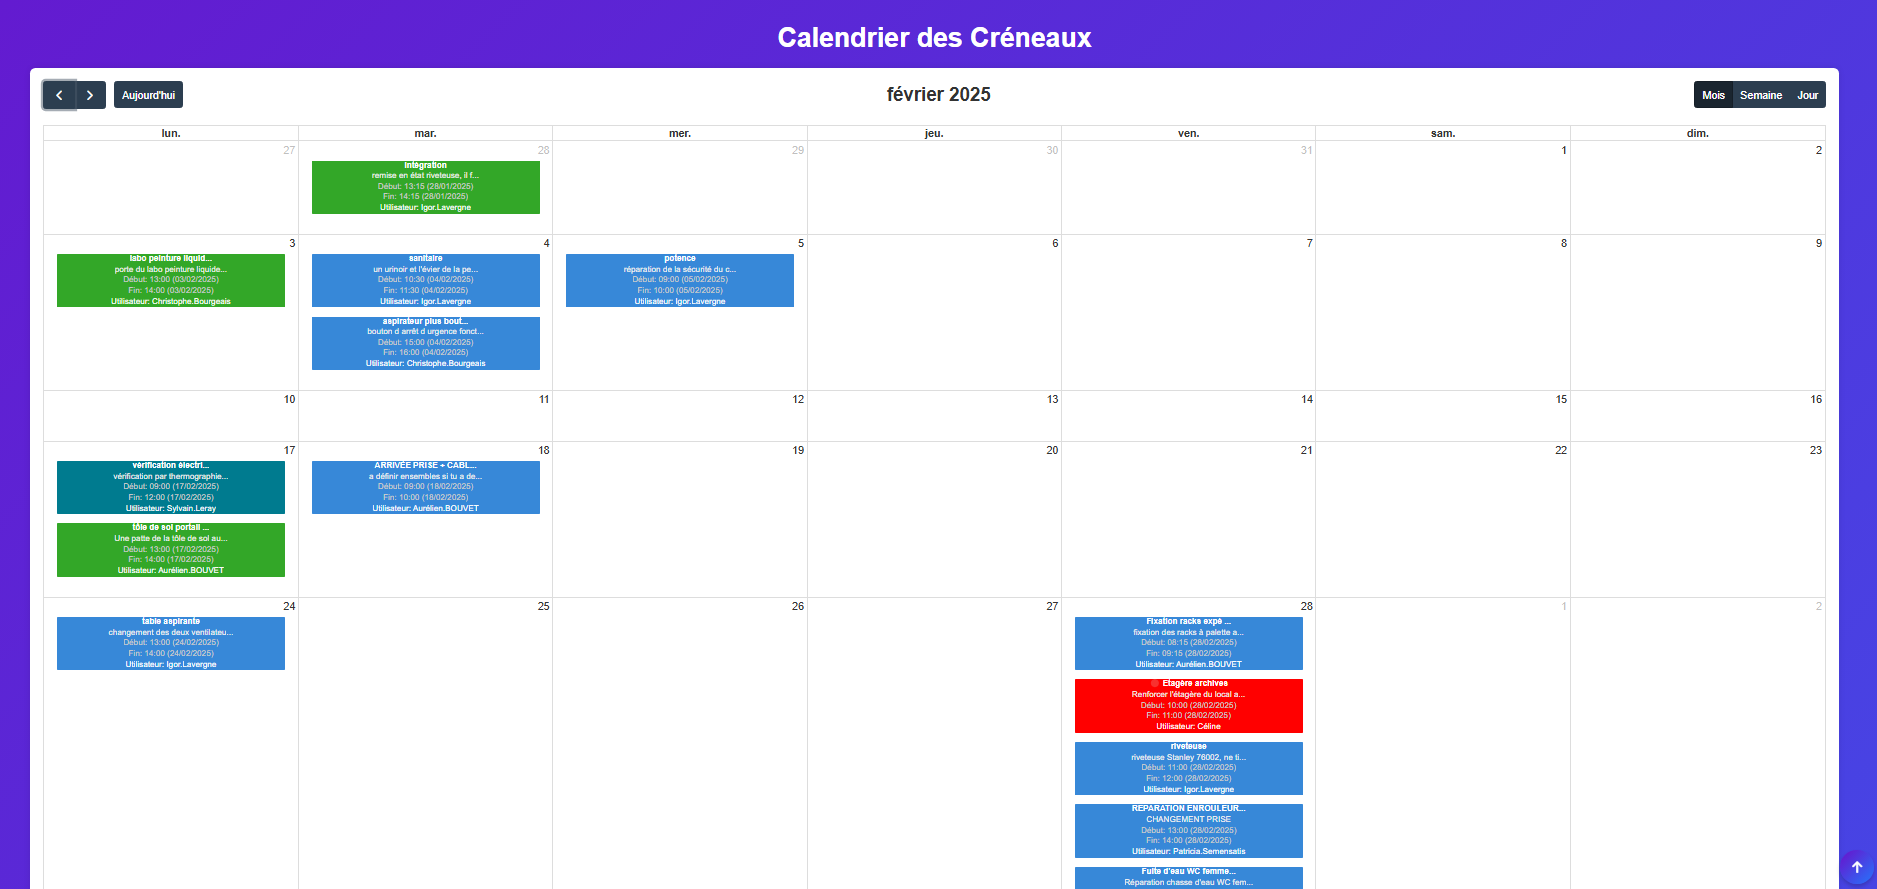 Calendrier des Créneaux
Aujourd'hui
février 2025
Mois Semaine Jour
lun. mar. mer. jeu. ven. sam. dim.
27 28 29 30 31 1 2
Intégration
remise en état riveteuse, il f...
Début: 13:15 (28/01/2025)
Fin: 14:15 (28/01/2025)
Utilisateur: Igor.Lavergne
3 4 5 6 7 8 9
labo peinture liquid...
porte du labo peinture liquide...
Début: 13:00 (03/02/2025)
Fin: 14:00 (03/02/2025)
Utilisateur: Christophe.Bourgeais
sanitaire
un urinoir et l'évier de la pe...
Début: 10:30 (04/02/2025)
Fin: 11:30 (04/02/2025)
Utilisateur: Igor.Lavergne
aspirateur plus bout...
bouton d arrêt d urgence fonct...
Début: 15:00 (04/02/2025)
Fin: 16:00 (04/02/2025)
Utilisateur: Christophe.Bourgeais
potence
réparation de la sécurité du c...
Début: 09:00 (05/02/2025)
Fin: 10:00 (05/02/2025)
Utilisateur: Igor.Lavergne
10 11 12 13 14 15 16
17 18 19 20 21 22 23
vérification électri...
vérification par thermographie...
Début: 09:00 (17/02/2025)
Fin: 12:00 (17/02/2025)
Utilisateur: Sylvain.Leray
tôle de sol portail ...
Une patte de la tôle de sol au...
Début: 13:00 (17/02/2025)
Fin: 14:00 (17/02/2025)
Utilisateur: Aurélien.BOUVET
ARRIVÉE PRISE + CABL...
a définir ensembles si tu a de...
Début: 09:00 (18/02/2025)
Fin: 10:00 (18/02/2025)
Utilisateur: Aurélien.BOUVET
24 25 26 27 28 1 2
table aspirante
changement des deux ventilateu...
Début: 13:00 (24/02/2025)
Fin: 14:00 (24/02/2025)
Utilisateur: Igor.Lavergne
Fixation racks expé ...
fixation des racks à palette a...
Début: 08:15 (28/02/2025)
Fin: 09:15 (28/02/2025)
Utilisateur: Aurélien.BOUVET
Etagère archives
Renforcer l'étagère du local a...
Début: 10:00 (28/02/2025)
Fin: 11:00 (28/02/2025)
Utilisateur: Céline
riveteuse
riveteuse Stanley 76002, ne ti...
Début: 11:00 (28/02/2025)
Fin: 12:00 (28/02/2025)
Utilisateur: Igor.Lavergne
REPARATION ENROULEUR...
CHANGEMENT PRISE
Début: 13:00 (28/02/2025)
Fin: 14:00 (28/02/2025)
Utilisateur: Patricia.Semensatis
Fuite d'eau WC femme...
Réparation chasse d'eau WC fem...